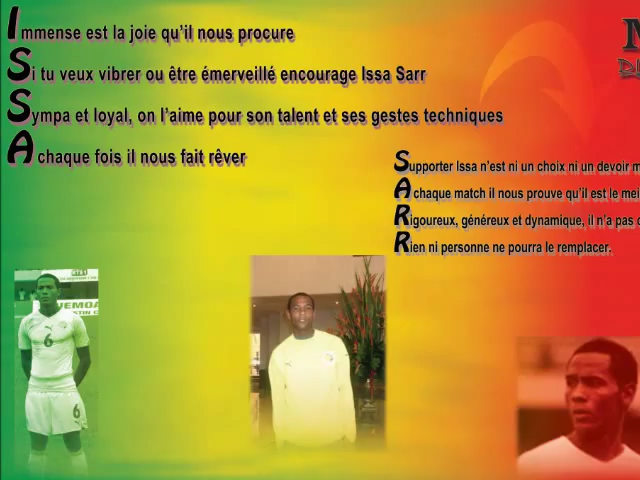 Immense est la joie qu'il nous procure
Si tu veux vibrer ou être émerveillé encourage Issa Sarr
Sympa et loyal, on l'aime pour son talent et ses gestes techniques
A chaque fois il nous fait rêver
Supporter Issa n'est ni un choix ni un devoir
A chaque match il nous prouve qu'il est le
Rigoureux, généreux et dynamique, il n'a pas
Rien ni personne ne pourra le remplacer.
6
6